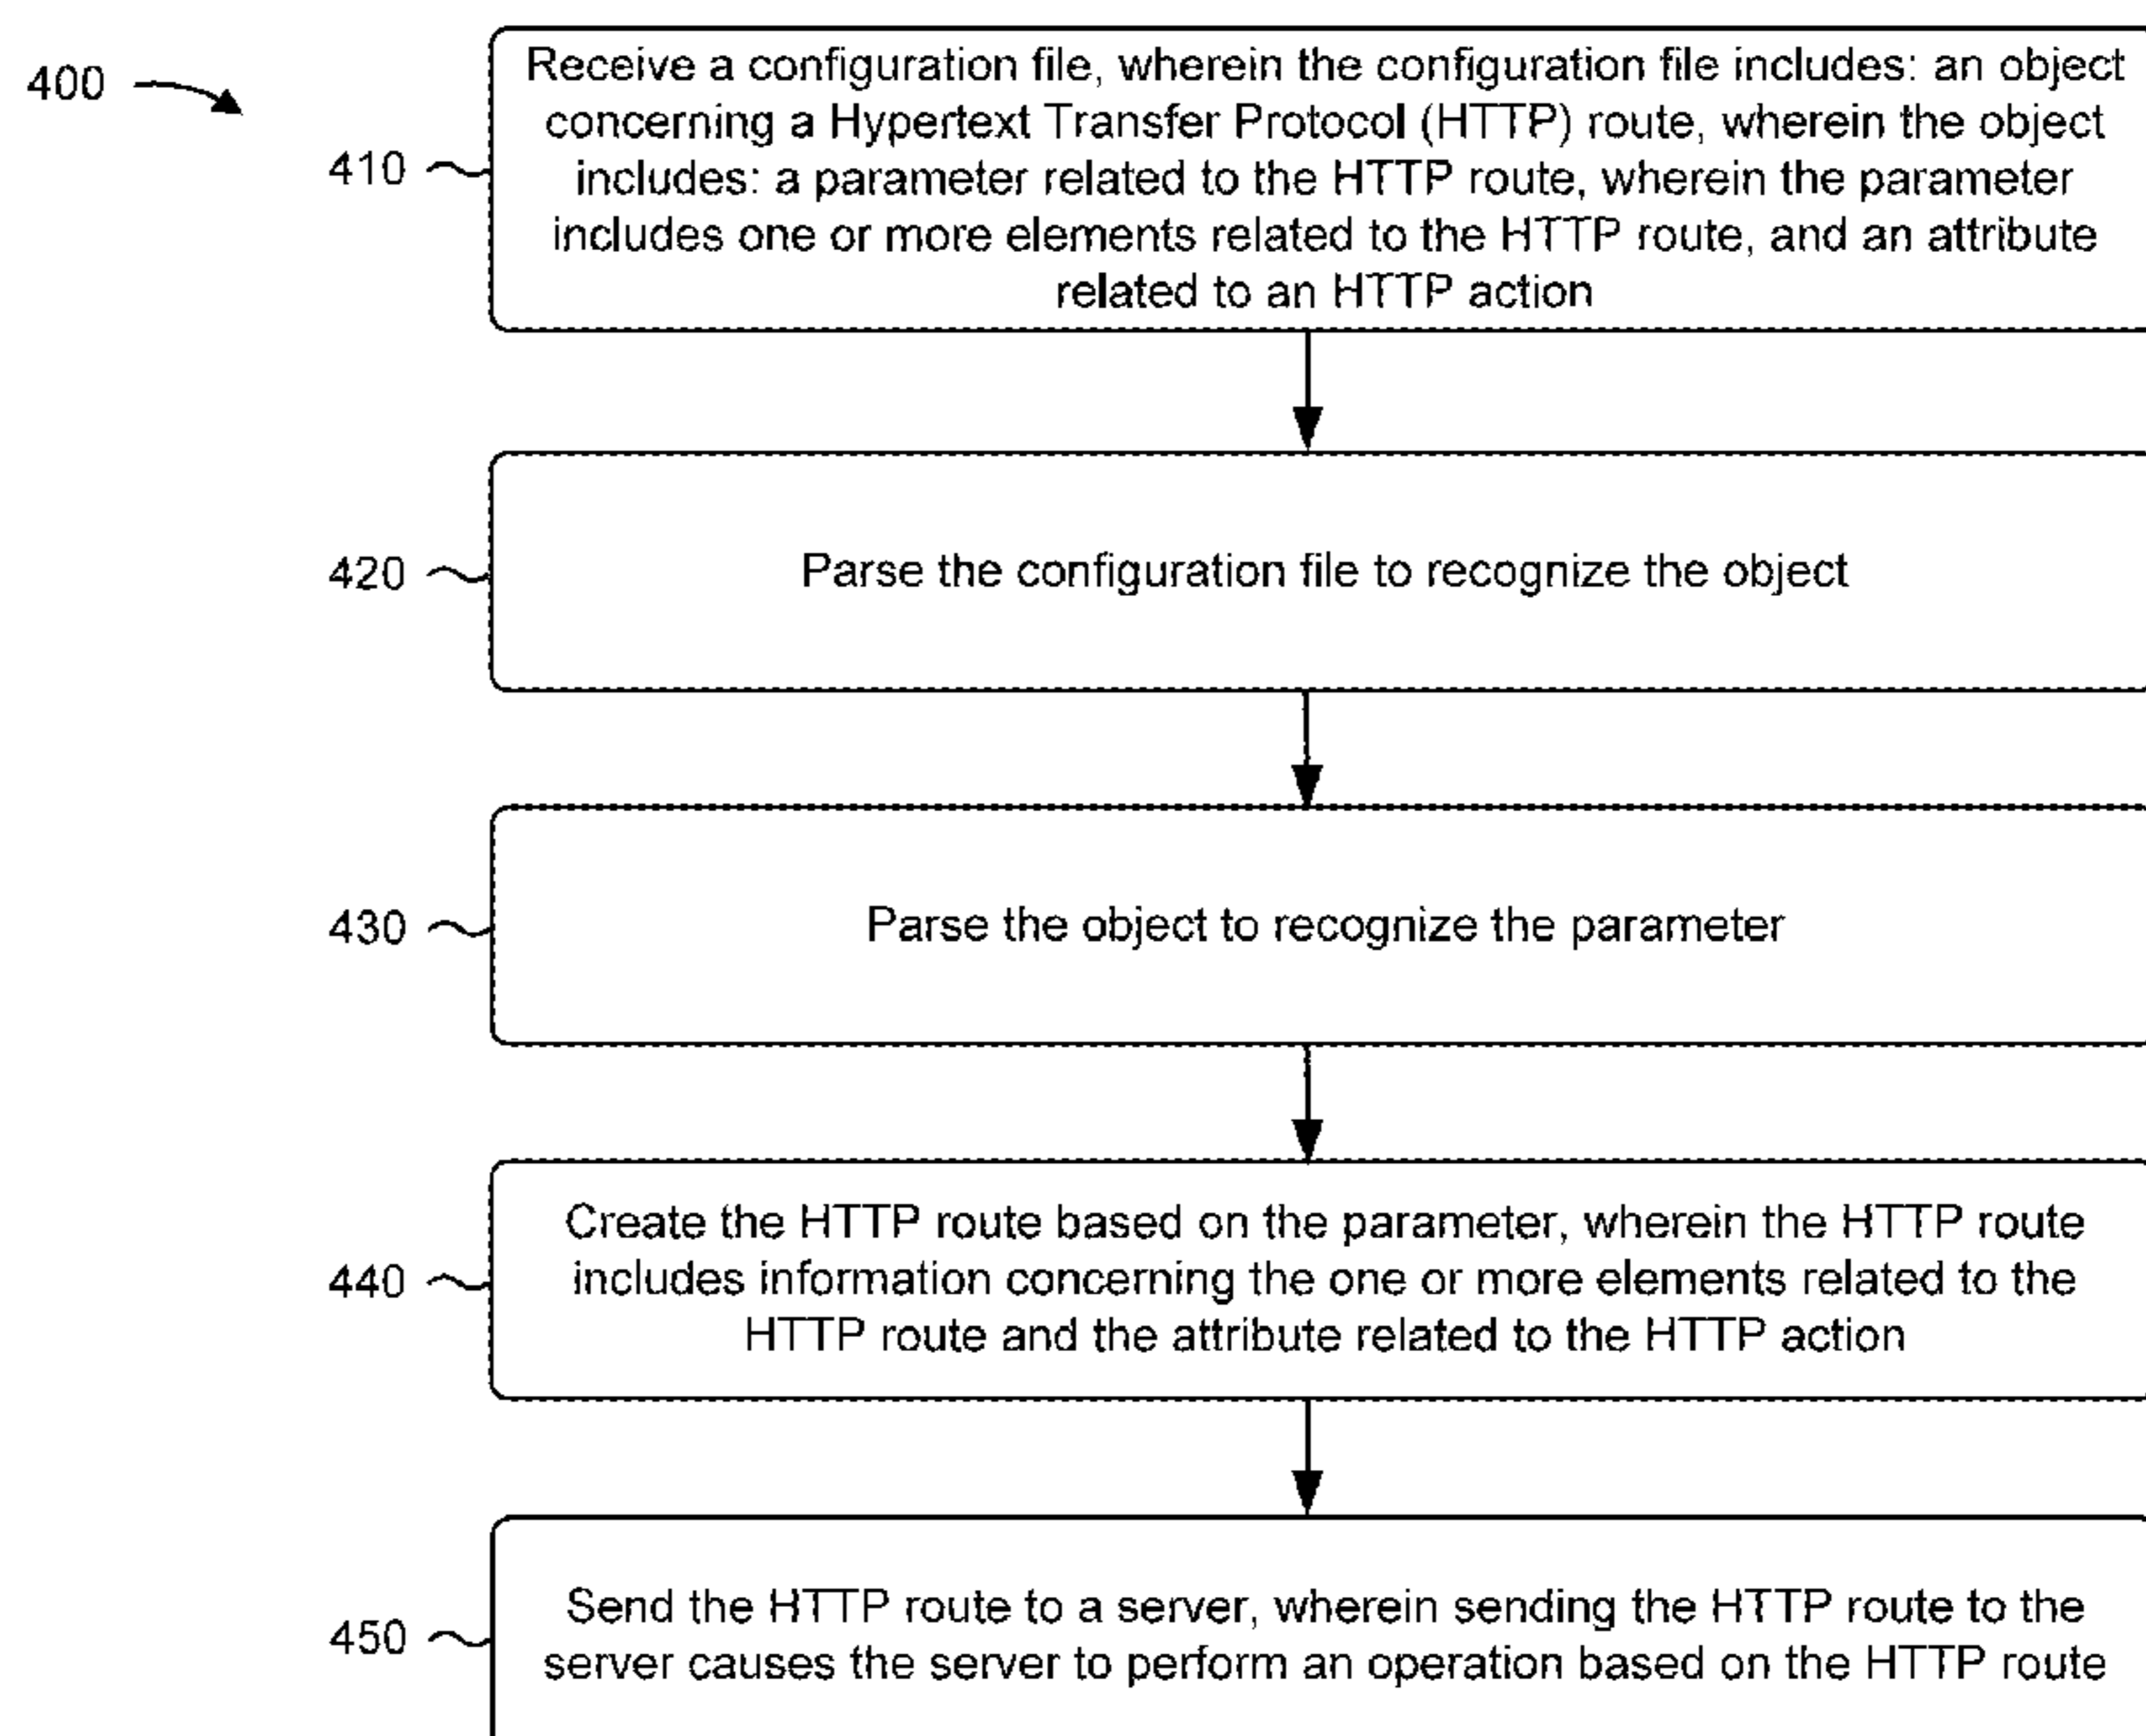 400
Receive a configuration file, wherein the configuration file includes: an object
concerning a Hypertext Transfer Protocol (HTTP) route, wherein the object
410
includes: a parameter related to the HTTP route, wherein the parameter
includes one or more elements related to the HTTP route, and an attribute
related to an HTTP action
420
Parse the configuration file to recognize the object
430
Parse the object to recognize the parameter
Create the HTTP route based on the parameter, wherein the HTTP route
440
includes information concerning the one or more elements related to the
HTTP route and the attribute related to the HTTP action
Send the HTTP route to a server, wherein sending the HTTP route to the
450
server causes the server to perform an operation based on the HTTP route